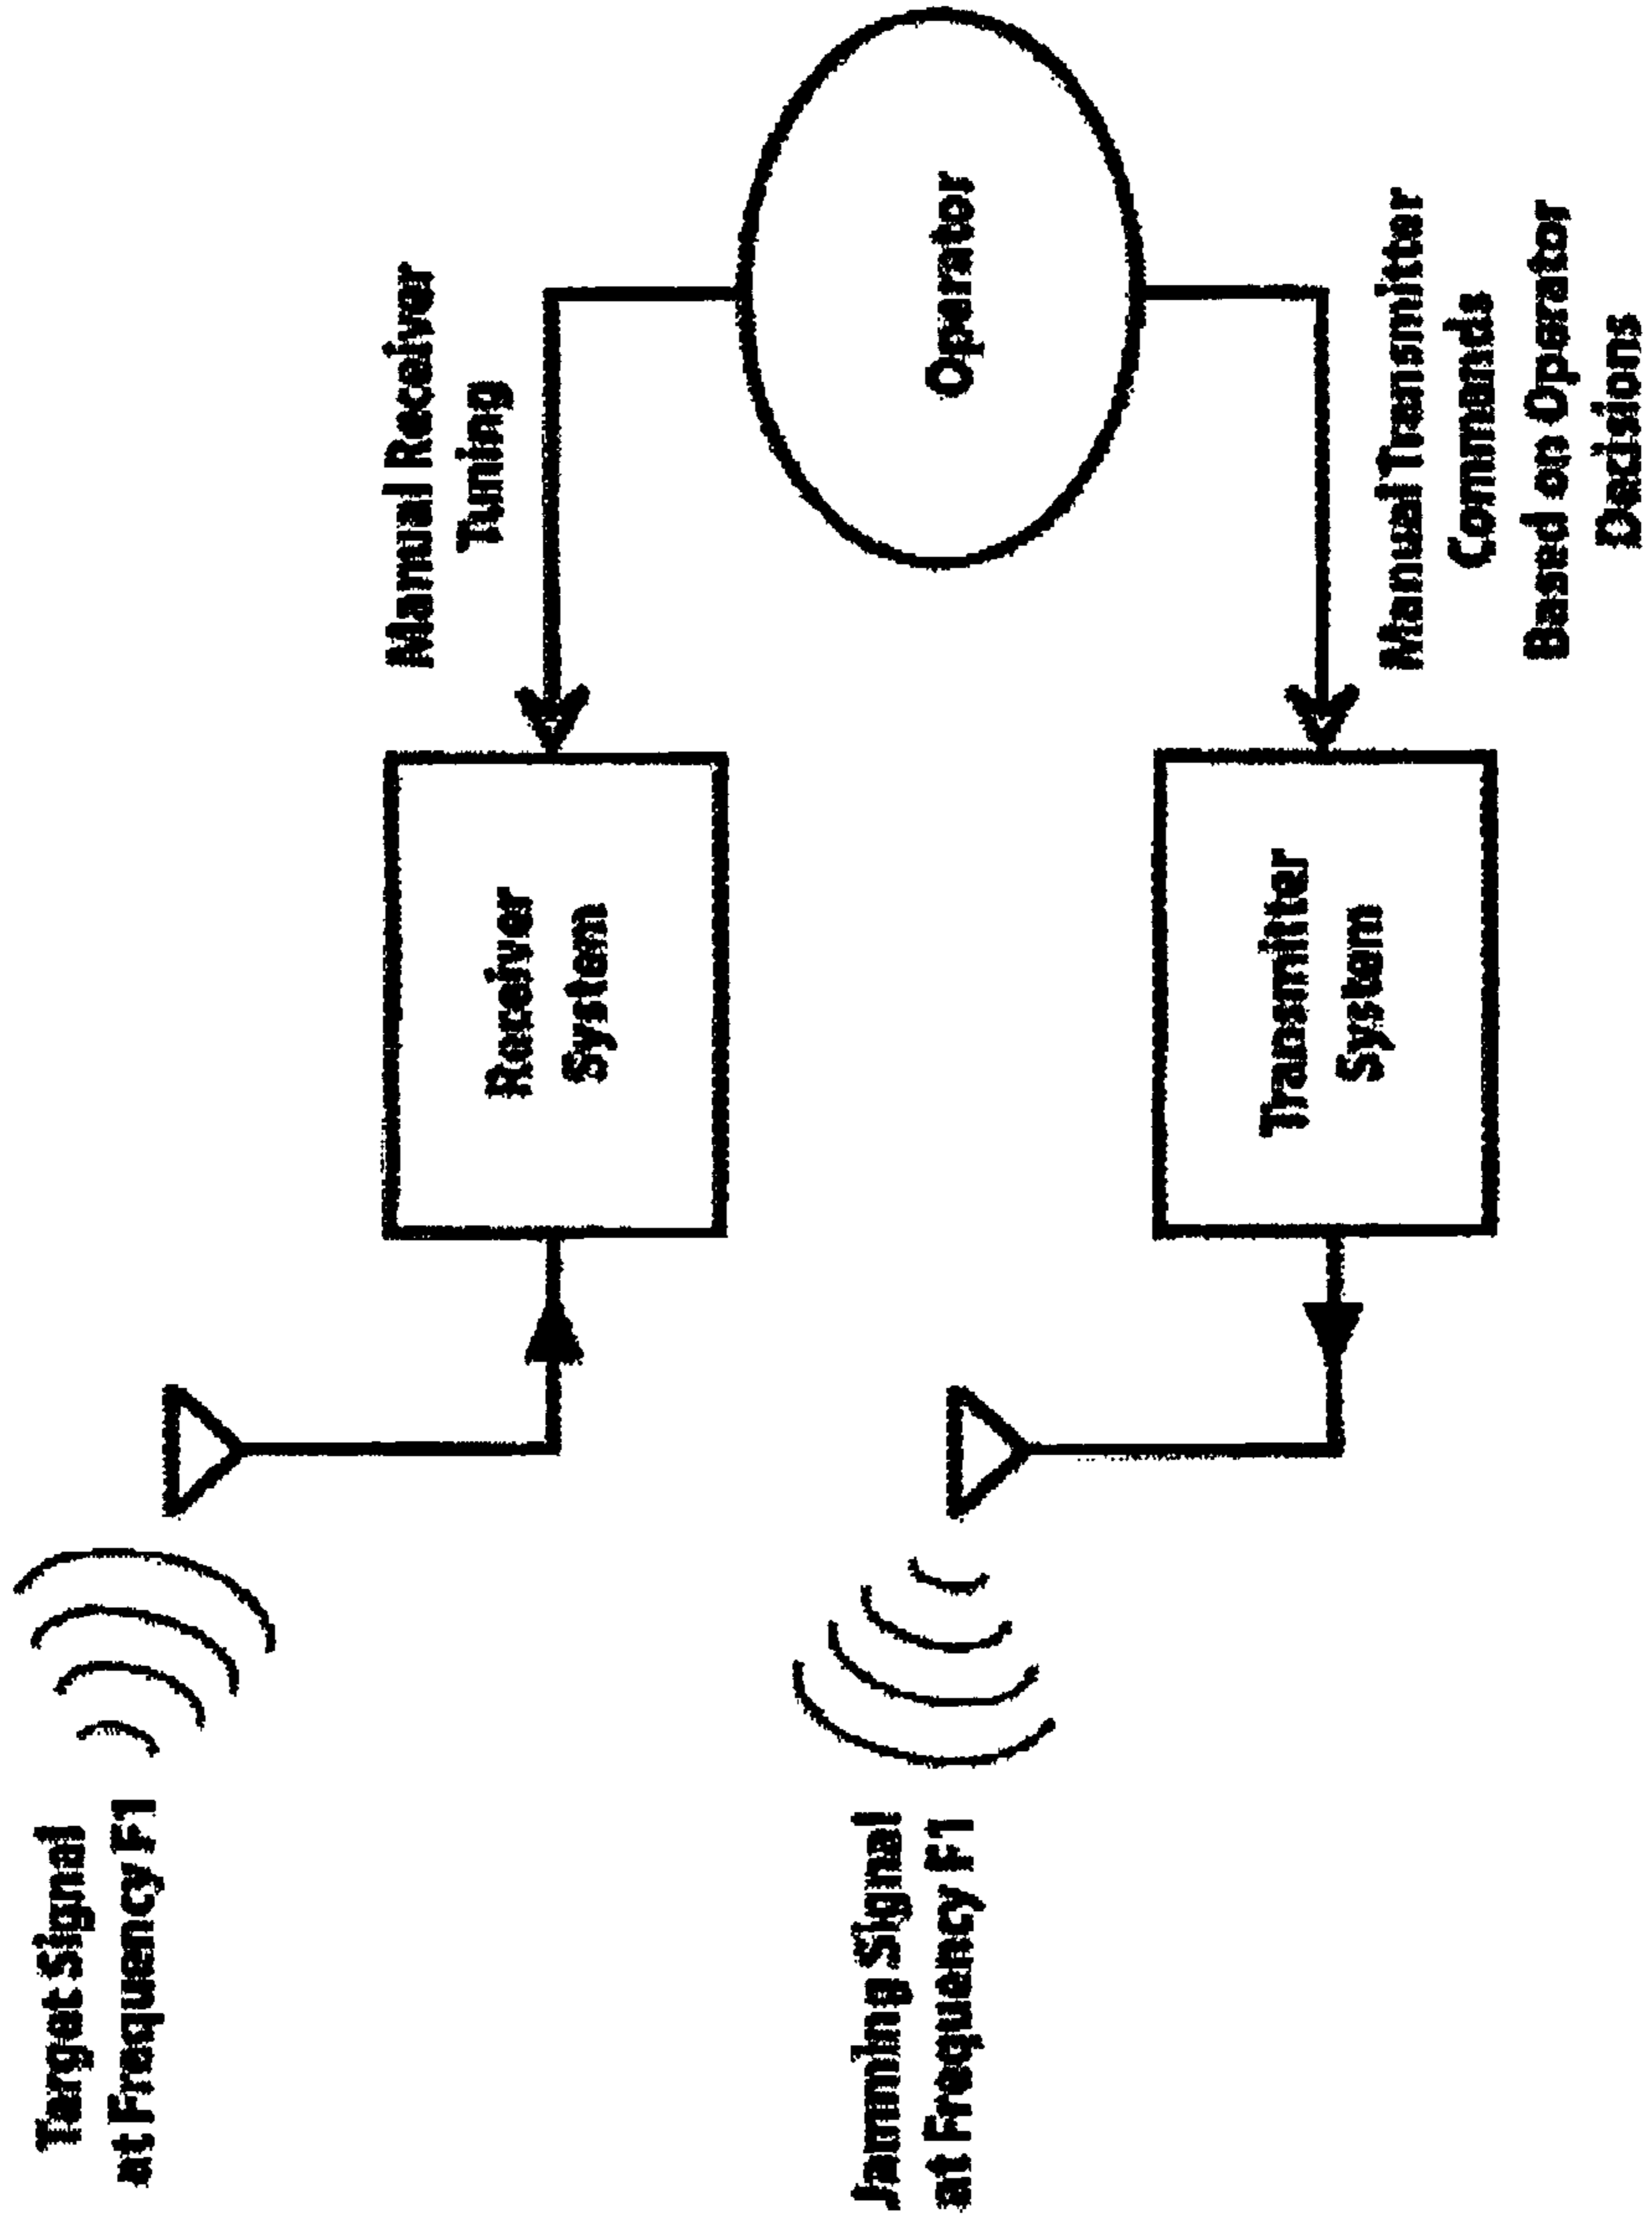 Target Signal
at Frequency F1
Manual Receiver
Tuning
Receiver
System
Operator
Jamming Signal
at Frequency F1
Transmitter
System
Manual Transmitter
Commands
Based on Operator
Decisions